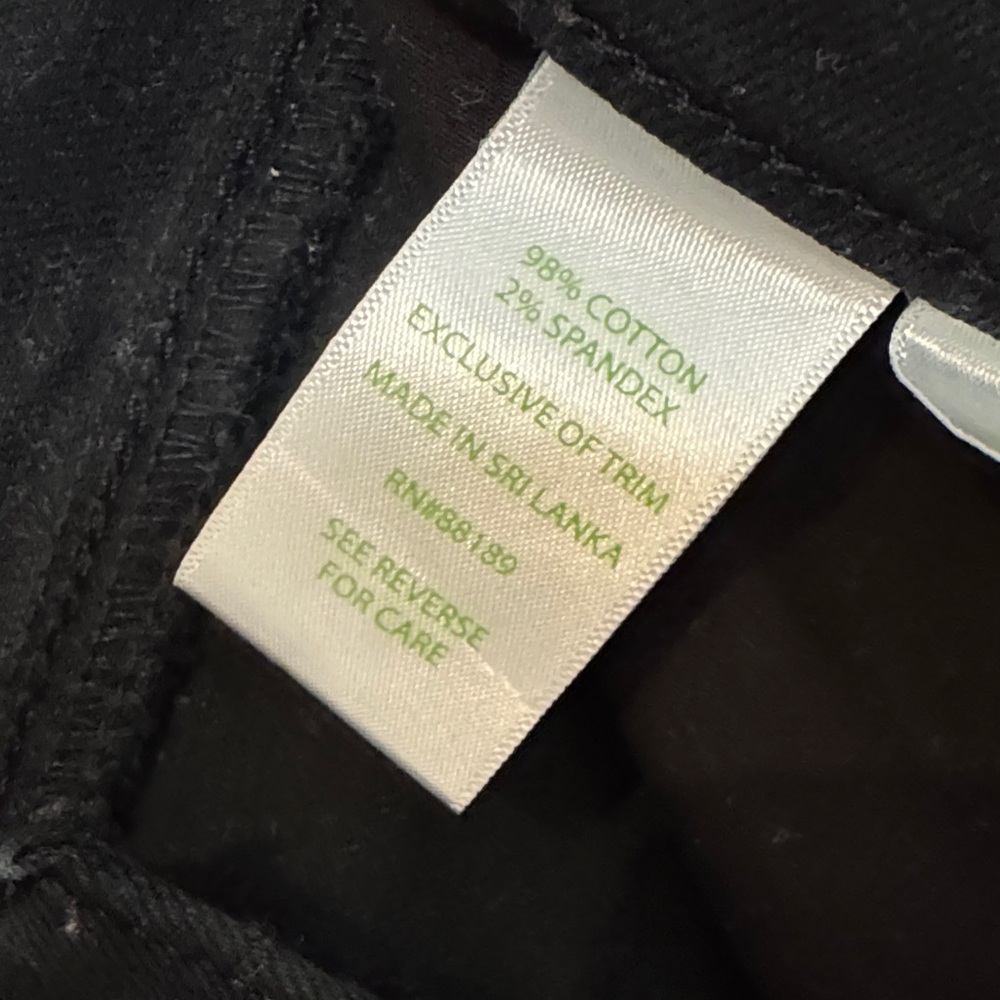 98% COTTON
2% SPANDEX
EXCLUSIVE OF TRIM
MADE IN SRI LANKA
RN#88189
SEE REVERSE
FOR CARE